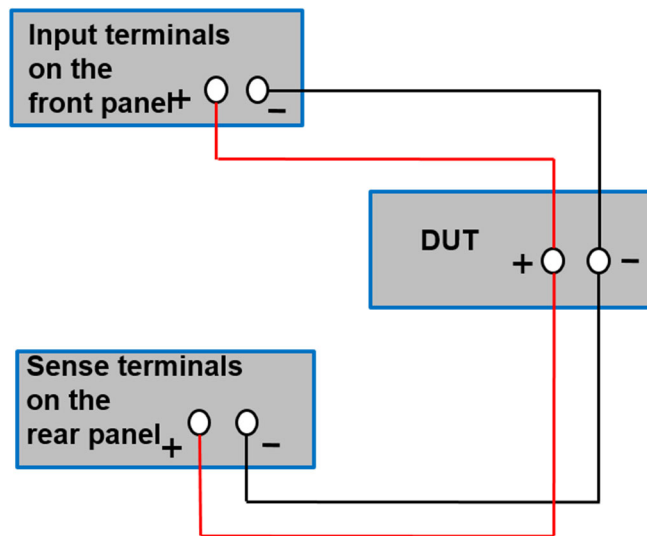 Input terminals
on the
front panel
+ −
DUT
+ −
Sense terminals
on the
rear panel
+ −